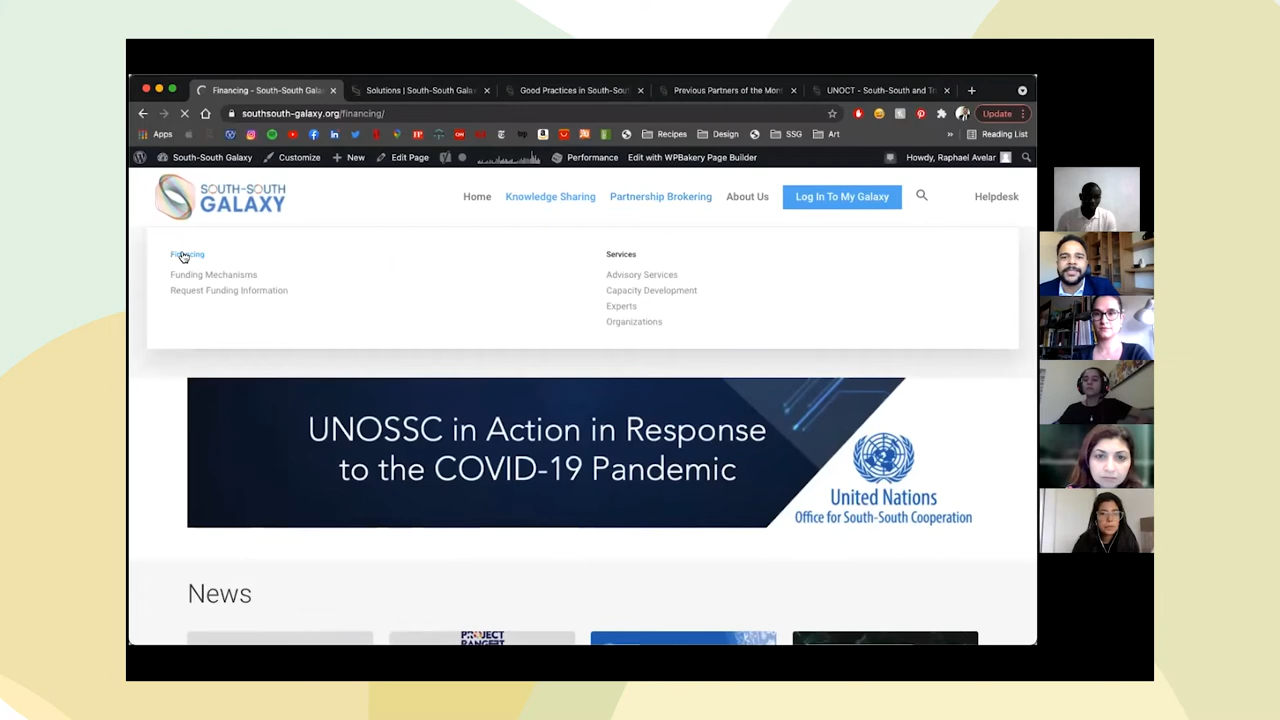 Financing - South-South Gala
Solutions | South-South Gala
Good Practices in South-Sout
Previous Partners of the Mont
UNOCT - South-South and Tri
southsouth-galaxy.org/financing/
Update
Apps
Recipes
Design
SSG
Art
Reading List
South-South Galaxy
Customize
New
Edit Page
Performance
Edit with WPBakery Page Builder
Howdy, Raphael Avelar
SOUTH-SOUTH
GALAXY
Home
Knowledge Sharing
Partnership Brokering
About Us
Log In To My Galaxy
Helpdesk
Financing
Funding Mechanisms
Request Funding Information
Services
Advisory Services
Capacity Development
Experts
Organizations
UNOSSC in Action in Response
to the COVID-19 Pandemic
United Nations
Office for South-South Cooperation
News
PROJECT